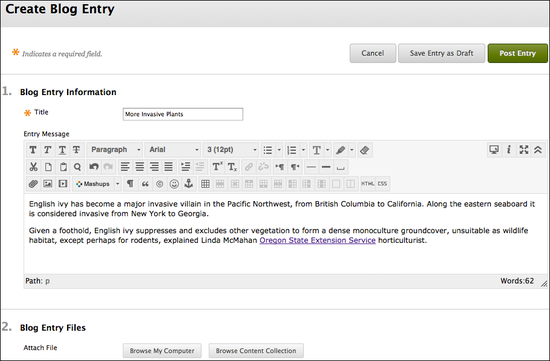 Create Blog Entry
* Indicates a required field.
Cancel
Save Entry as Draft
Post Entry
1. Blog Entry Information
* Title
More Invasive Plants
Entry Message
T T T T Paragraph Arial 3 (12pt) T
Mashups HTML CSS
English ivy has become a major invasive villain in the Pacific Northwest, from British Columbia to California. Along the eastern seaboard it
is considered invasive from New York to Georgia.
Given a foothold, English ivy suppresses and excludes other vegetation to form a dense monoculture groundcover, unsuitable as wildlife
habitat, except perhaps for rodents, explained Linda McMahan Oregon State Extension Service horticulturist.
Path: p
Words:62
2. Blog Entry Files
Attach File
Browse My Computer
Browse Content Collection